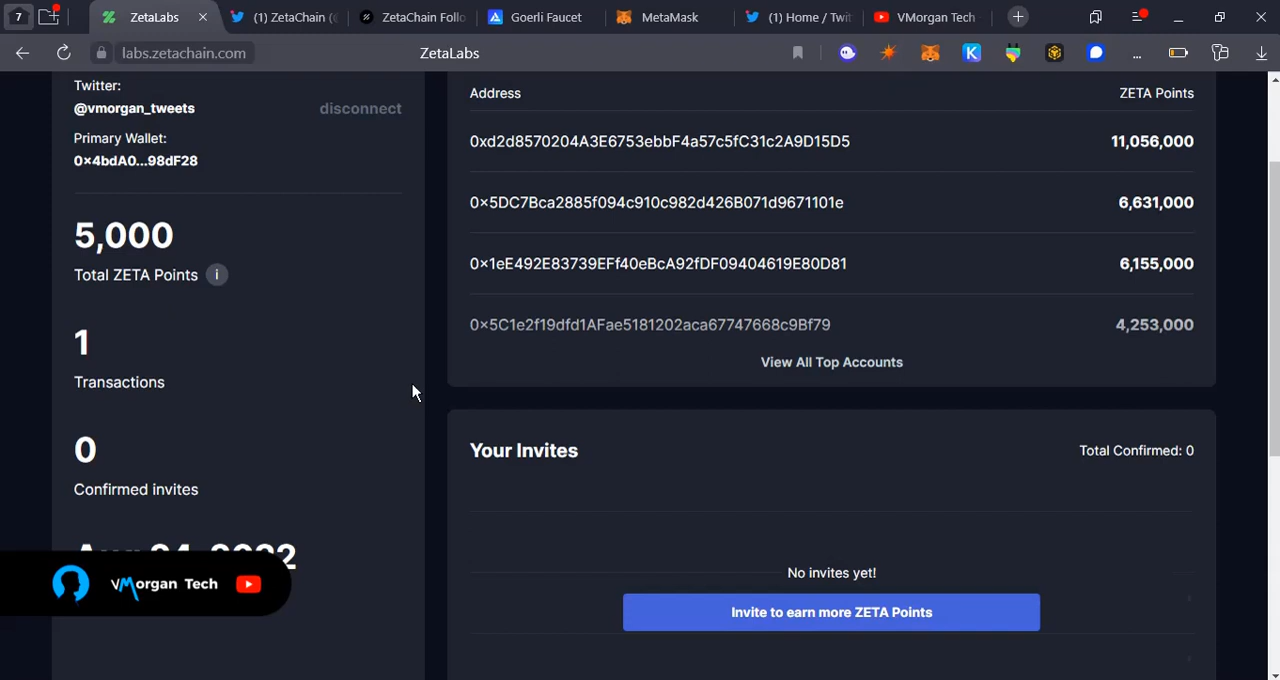 7
ZetaLabs
(1) ZetaChain (
ZetaChain Follo
Goerli Faucet
MetaMask
(1) Home / Twit
VMorgan Tech
labs.zetachain.com
ZetaLabs
Twitter:
@vmorgan_tweets
disconnect
Primary Wallet:
0x4bdA0...98dF28
5,000
Total ZETA Points
i
1
Transactions
0
Confirmed invites
Address
ZETA Points
0xd2d8570204A3E6753ebbF4a57c5fC31c2A9D15D5
11,056,000
0x5DC7Bca2885f094c910c982d426B071d9671101e
6,631,000
0x1eE492E83739EFf40eBcA92fDF09404619E80D81
6,155,000
0x5C1e2f19dfd1AFae5181202aca67747668c9Bf79
4,253,000
View All Top Accounts
Your Invites
Total Confirmed: 0
No invites yet!
Invite to earn more ZETA Points
VMorgan Tech